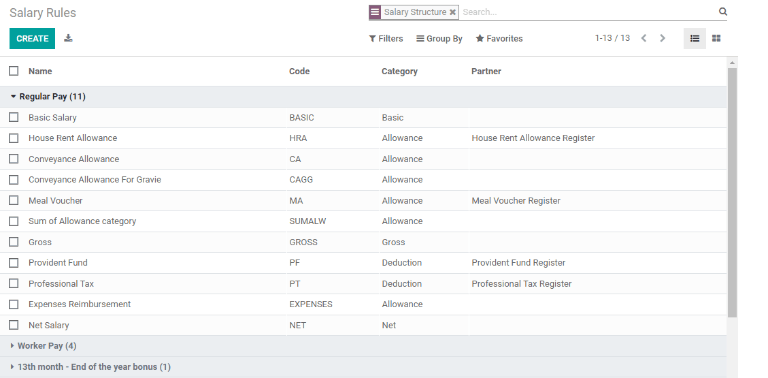 Salary Rules
Salary Structure ✖ Search...
CREATE Filters Group By Favorites 1-13 / 13
Name Code Category Partner
Regular Pay (11)
Basic Salary BASIC Basic
House Rent Allowance HRA Allowance House Rent Allowance Register
Conveyance Allowance CA Allowance
Conveyance Allowance For Gravie CAGG Allowance
Meal Voucher MA Allowance Meal Voucher Register
Sum of Allowance category SUMALW Allowance
Gross GROSS Gross
Provident Fund PF Deduction Provident Fund Register
Professional Tax PT Deduction Professional Tax Register
Expenses Reimbursement EXPENSES Allowance
Net Salary NET Net
Worker Pay (4)
13th month - End of the year bonus (1)